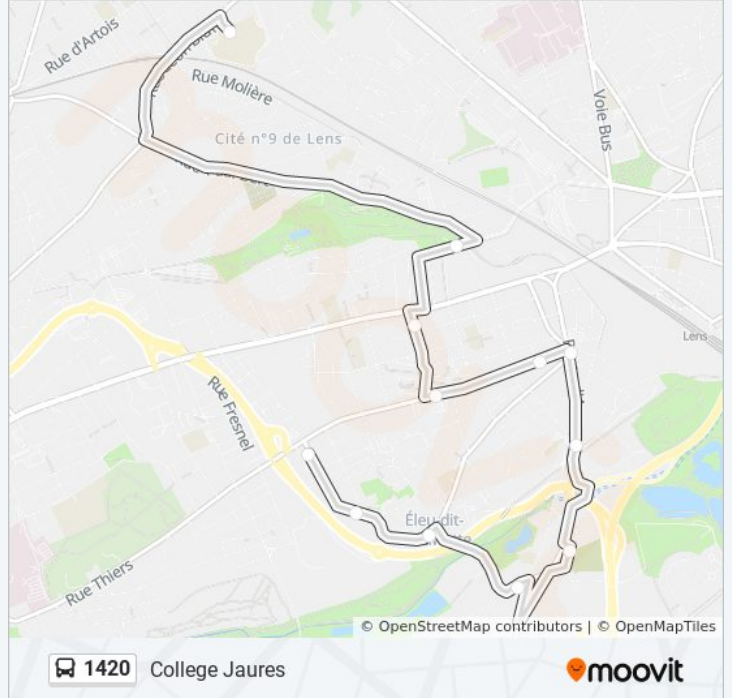 Rue d'Artois
Rue Molière
Voie Bus
Cité n°9 de Lens
Lens
Rue Fresnel
Éleu-dit-
Rue Thiers
© OpenStreetMap contributors | © OpenMapTiles
1420 College Jaures
moovit